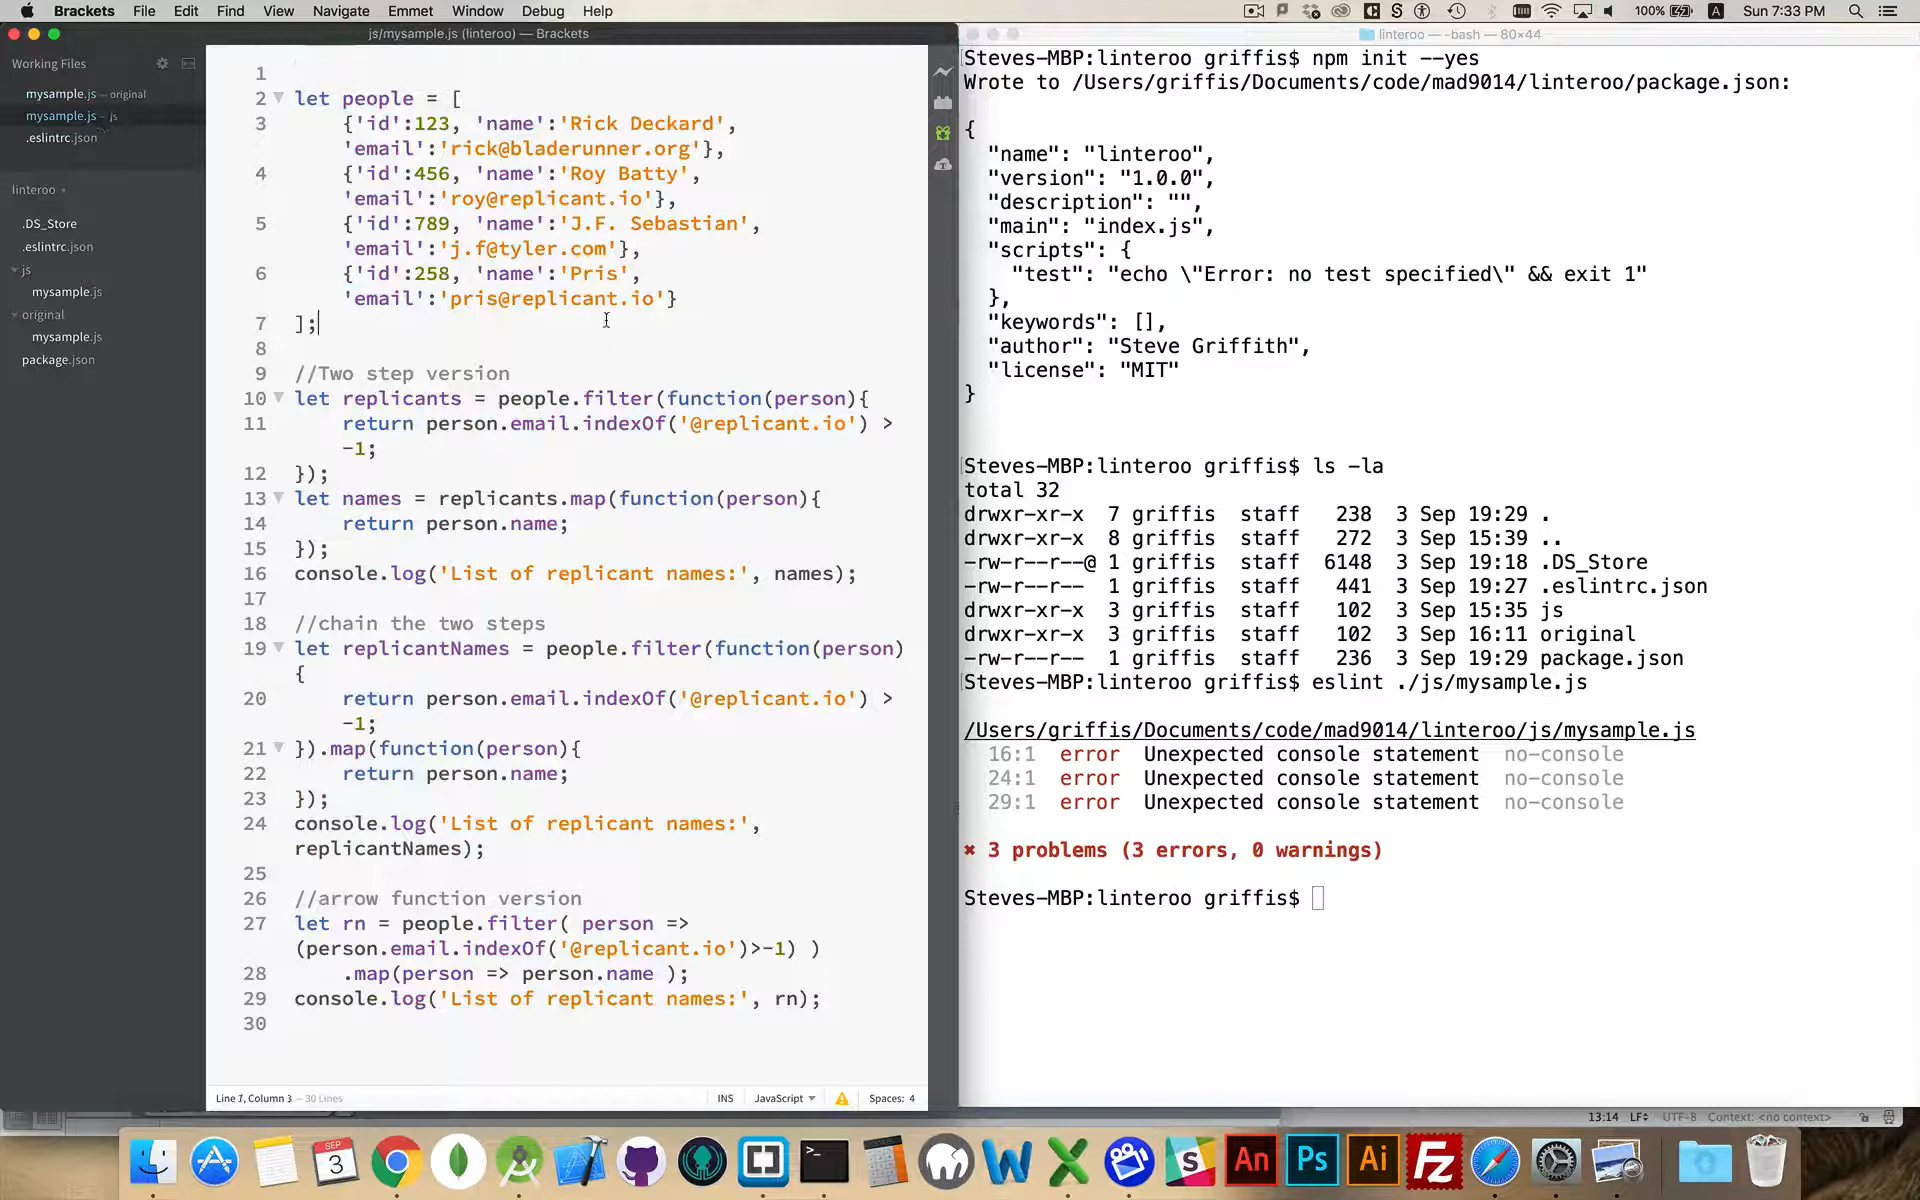 Brackets File Edit Find View Navigate Emmet Window Debug Help
100% A Sun 7:33 PM
js/mysample.js (linteroo) — Brackets
Working Files
mysample.js — original
mysample.js — js
.eslintrc.json
linteroo
.DS_Store
.eslintrc.json
js
mysample.js
original
mysample.js
package.json
1
2 let people = [
3 {'id':123, 'name':'Rick Deckard',
'email':'rick@bladerunner.org'},
4 {'id':456, 'name':'Roy Batty',
'email':'roy@replicant.io'},
5 {'id':789, 'name':'J.F. Sebastian',
'email':'j.f@tyler.com'},
6 {'id':258, 'name':'Pris',
'email':'pris@replicant.io'}
7 ];
8
9 //Two step version
10 let replicants = people.filter(function(person){
11 return person.email.indexOf('@replicant.io') >
-1;
12 });
13 let names = replicants.map(function(person){
14 return person.name;
15 });
16 console.log('List of replicant names:', names);
17
18 //chain the two steps
19 let replicantNames = people.filter(function(person)
{
20 return person.email.indexOf('@replicant.io') >
-1;
21 }).map(function(person){
22 return person.name;
23 });
24 console.log('List of replicant names:',
replicantNames);
25
26 //arrow function version
27 let rn = people.filter( person =>
(person.email.indexOf('@replicant.io')>-1) )
28 .map(person => person.name );
29 console.log('List of replicant names:', rn);
30
Line 7, Column 3 — 30 Lines
INS JavaScript Spaces: 4
linteroo — -bash — 80×44
Steves-MBP:linteroo griffis$ npm init --yes
Wrote to /Users/griffis/Documents/code/mad9014/linteroo/package.json:
{
"name": "linteroo",
"version": "1.0.0",
"description": "",
"main": "index.js",
"scripts": {
"test": "echo \"Error: no test specified\" && exit 1"
},
"keywords": [],
"author": "Steve Griffith",
"license": "MIT"
}
Steves-MBP:linteroo griffis$ ls -la
total 32
drwxr-xr-x 7 griffis staff 238 3 Sep 19:29 .
drwxr-xr-x 8 griffis staff 272 3 Sep 15:39 ..
-rw-r--r--@ 1 griffis staff 6148 3 Sep 19:18 .DS_Store
-rw-r--r-- 1 griffis staff 441 3 Sep 19:27 .eslintrc.json
drwxr-xr-x 3 griffis staff 102 3 Sep 15:35 js
drwxr-xr-x 3 griffis staff 102 3 Sep 16:11 original
-rw-r--r-- 1 griffis staff 236 3 Sep 19:29 package.json
Steves-MBP:linteroo griffis$ eslint ./js/mysample.js
/Users/griffis/Documents/code/mad9014/linteroo/js/mysample.js
16:1 error Unexpected console statement no-console
24:1 error Unexpected console statement no-console
29:1 error Unexpected console statement no-console
✖ 3 problems (3 errors, 0 warnings)
Steves-MBP:linteroo griffis$
13:14 LF÷ UTF-8 Context: <no context>
SEP
3
>_
W
X
S
An
Ps
Ai
Fz